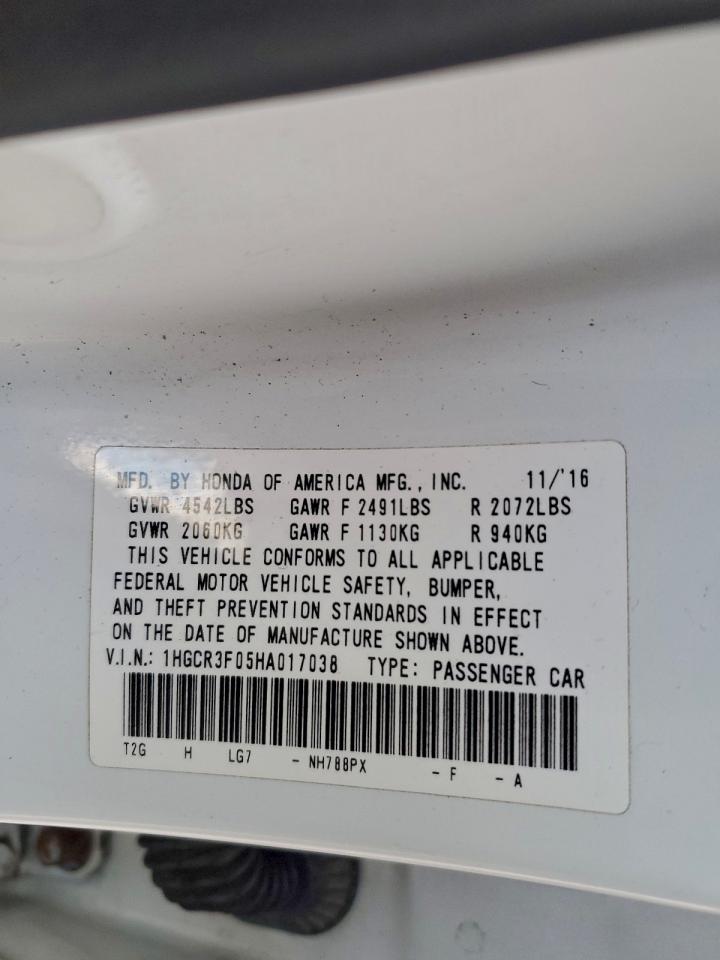 MFD. BY HONDA OF AMERICA MFG., INC. 11/'16
GVWR 4542LBS GAWR F 2491LBS R 2072LBS
GVWR 2060KG GAWR F 1130KG R 940KG
THIS VEHICLE CONFORMS TO ALL APPLICABLE
FEDERAL MOTOR VEHICLE SAFETY, BUMPER,
AND THEFT PREVENTION STANDARDS IN EFFECT
ON THE DATE OF MANUFACTURE SHOWN ABOVE.
V.I.N.: 1HGCR3F05HA017038 TYPE: PASSENGER CAR
T2G H LG7 - NH788PX - F - A